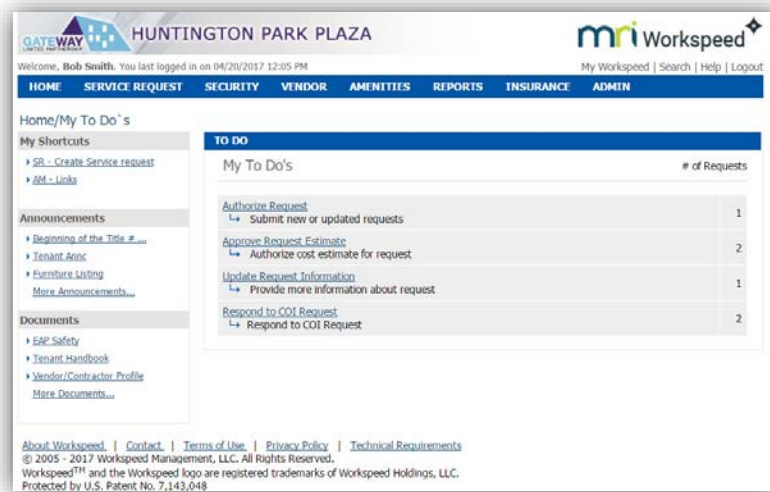 GATEWAY
LIMITED PARTNERSHIP
HUNTINGTON PARK PLAZA
mri Workspeed
Welcome, Bob Smith. You last logged in on 04/20/2017 12:05 PM
My Workspeed | Search | Help | Logout
HOME SERVICE REQUEST SECURITY VENDOR AMENITIES REPORTS INSURANCE ADMIN
Home/My To Do`s
My Shortcuts
SR - Create Service request
AM - Links
Announcements
Beginning of the Title # ...
Tenant Annc
Furniture Listing
More Announcements...
Documents
EAP Safety
Tenant Handbook
Vendor/Contractor Profile
More Documents...
TO DO
My To Do's # of Requests
Authorize Request
Submit new or updated requests 1
Approve Request Estimate
Authorize cost estimate for request 2
Update Request Information
Provide more information about request 1
Respond to COI Request
Respond to COI Request 2
About Workspeed | Contact | Terms of Use | Privacy Policy | Technical Requirements
© 2005 - 2017 Workspeed Management, LLC. All Rights Reserved.
Workspeed™ and the Workspeed logo are registered trademarks of Workspeed Holdings, LLC.
Protected by U.S. Patent No. 7,143,048